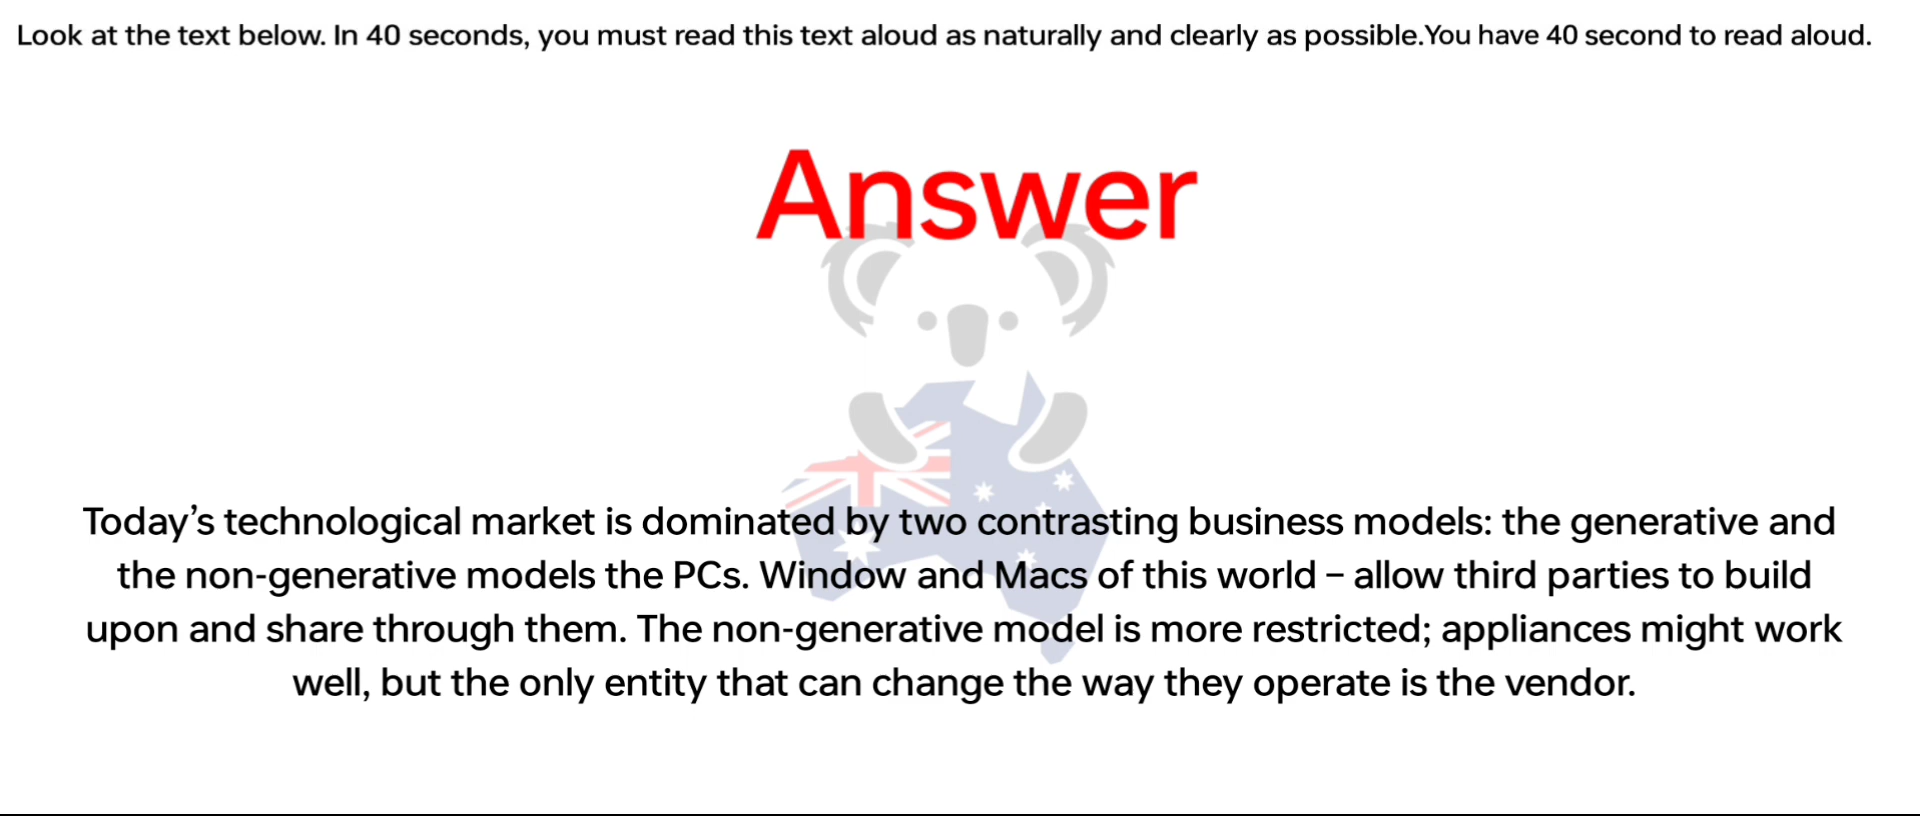 Look at the text below. In 40 seconds, you must read this text aloud as naturally and clearly as possible.You have 40 second to read aloud.
Answer
Today’s technological market is dominated by two contrasting business models: the generative and
the non-generative models the PCs. Window and Macs of this world – allow third parties to build
upon and share through them. The non-generative model is more restricted; appliances might work
well, but the only entity that can change the way they operate is the vendor.